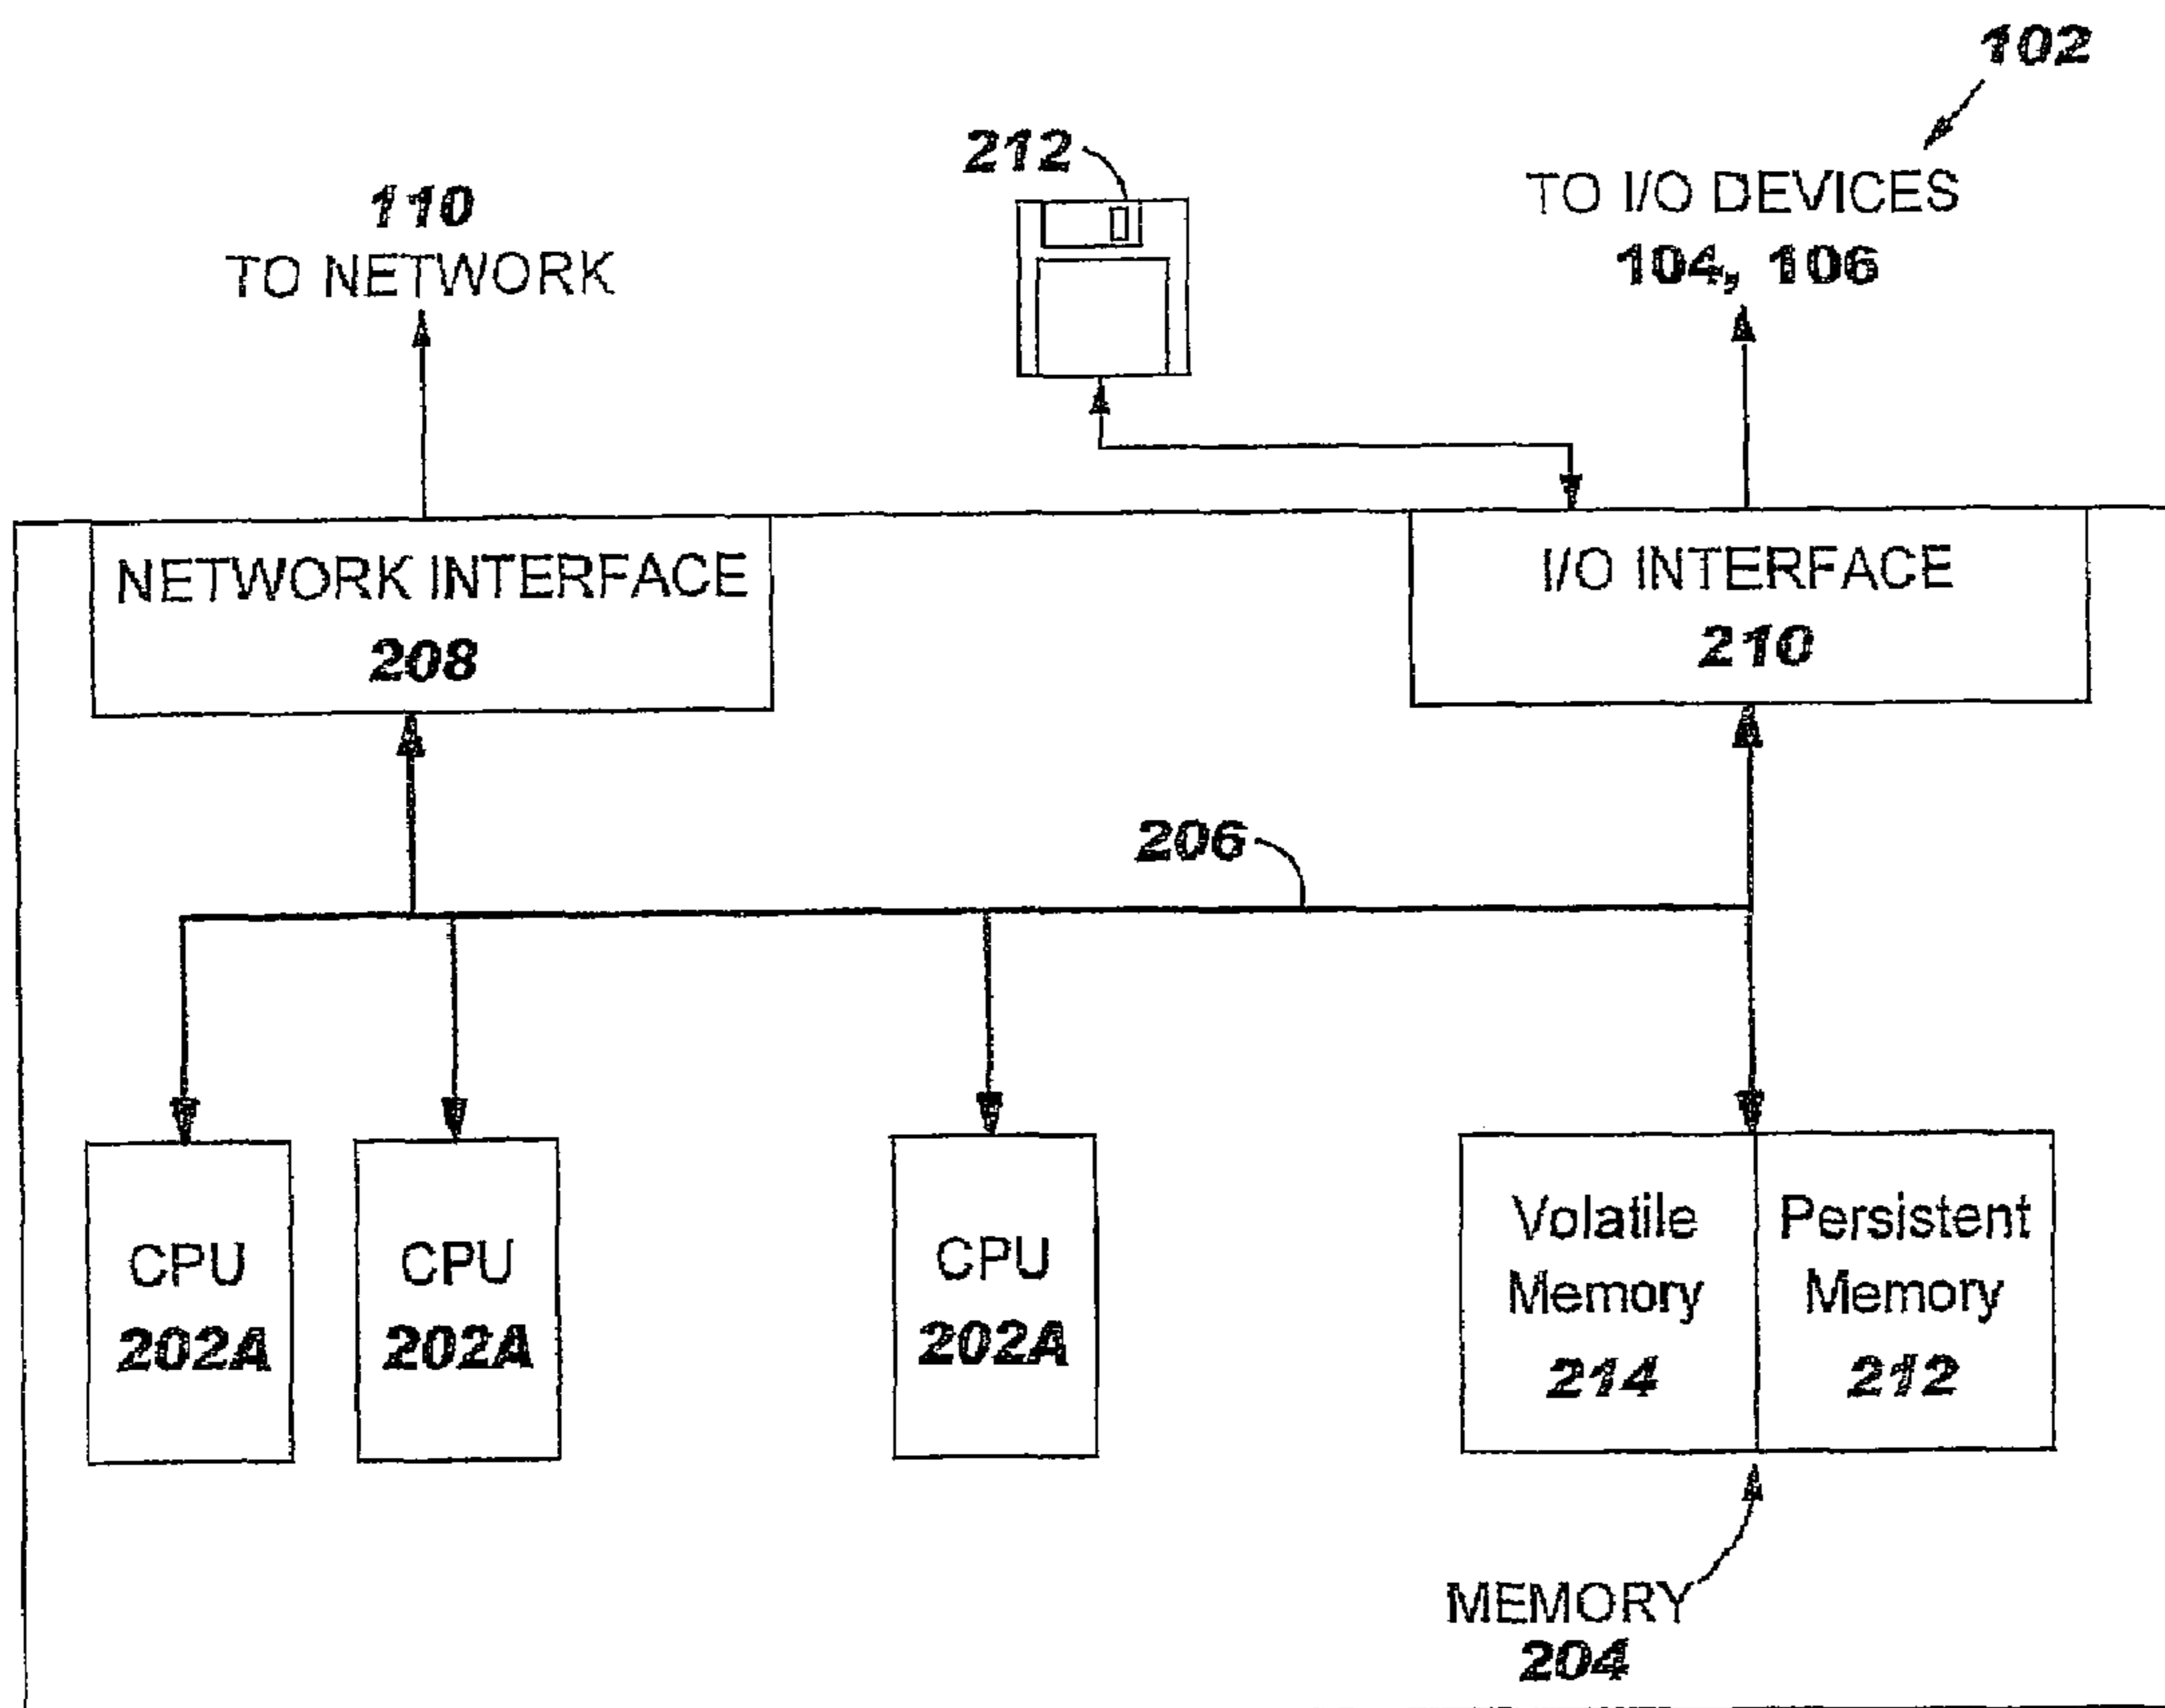 102
212
110
TO NETWORK
TO I/O DEVICES
104, 106
NETWORK INTERFACE
208
I/O INTERFACE
210
206
CPU
202A
CPU
202A
CPU
202A
Volatile
Memory
214
Persistent
Memory
212
MEMORY
204